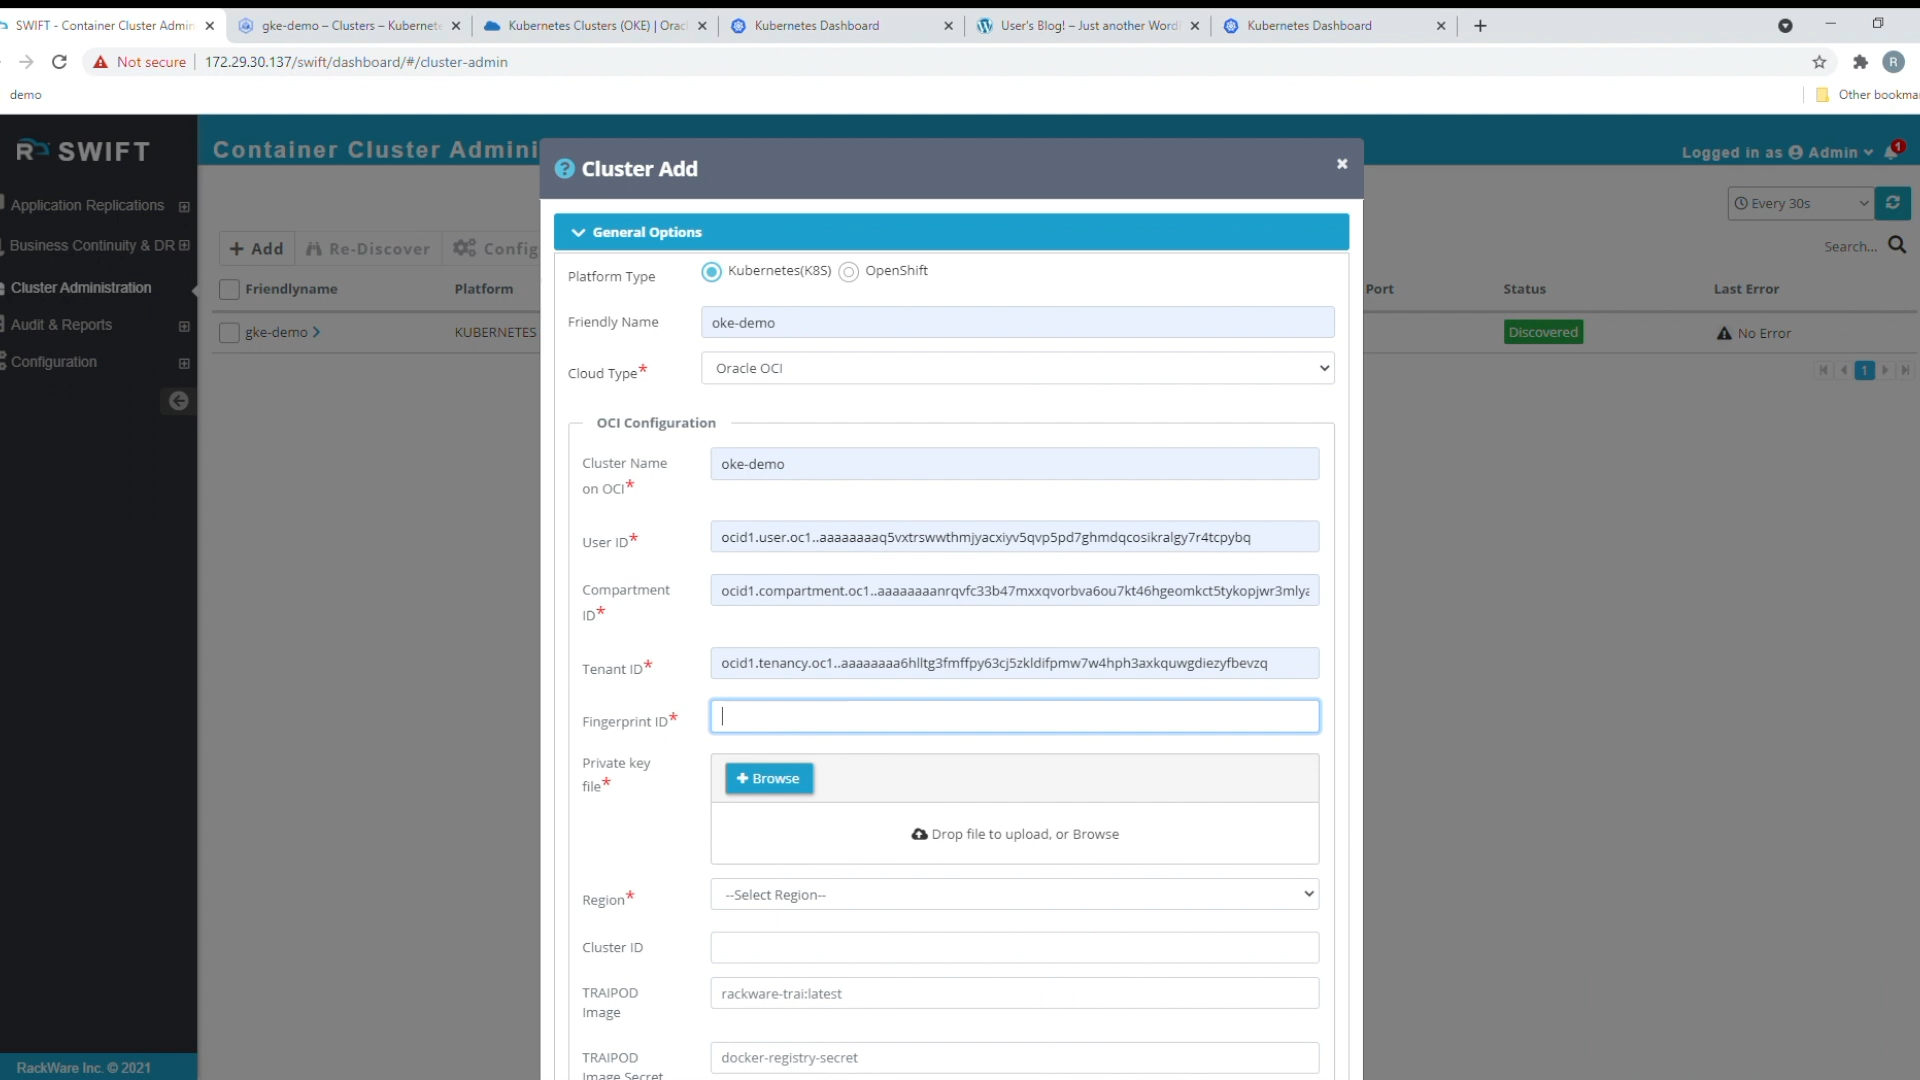 SWIFT - Container Cluster Admin
gke-demo – Clusters – Kubernete
Kubernetes Clusters (OKE) | Orac
Kubernetes Dashboard
User's Blog! – Just another Word
Kubernetes Dashboard
Not secure
172.29.30.137/swift/dashboard/#/cluster-admin
R
demo
Other bookma
SWIFT
Container Cluster Admini
Logged in as Admin
1
Cluster Add
Application Replications
Business Continuity & DR
Cluster Administration
Audit & Reports
Configuration
Every 30s
Search...
Add
Re-Discover
Config
Friendlyname
Platform
Port
Status
Last Error
gke-demo
KUBERNETES
Discovered
No Error
1
General Options
Platform Type
Kubernetes(K8S)
OpenShift
Friendly Name
oke-demo
Cloud Type*
Oracle OCI
OCI Configuration
Cluster Name
on OCI*
oke-demo
User ID*
ocid1.user.oc1..aaaaaaaaq5vxtrswwthmjyacxiyv5qvp5pd7ghmdqcosikralgy7r4tcpybq
Compartment
ID*
ocid1.compartment.oc1..aaaaaaaanrqvfc33b47mxxqvorbva6ou7kt46hgeomkct5tykopjwr3mlya
Tenant ID*
ocid1.tenancy.oc1..aaaaaaaa6hlltg3fmffpy63cj5zkldifpmw7w4hph3axkquwgdiezyfbevzq
Fingerprint ID*
Private key
file*
Browse
Drop file to upload, or Browse
Region*
--Select Region--
Cluster ID
TRAIPOD
Image
rackware-trai:latest
TRAIPOD
Image Secret
docker-registry-secret
RackWare Inc. © 2021